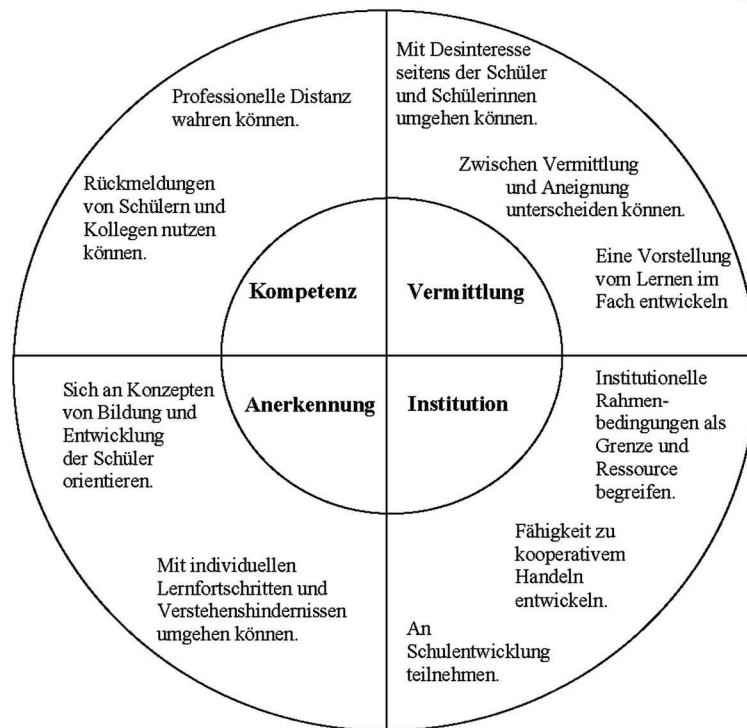 Professionelle Distanz
wahren können.
Rückmeldungen
von Schülern und
Kollegen nutzen
können.
Kompetenz
Mit Desinteresse
seitens der Schüler
und Schülerinnen
umgehen können.
Zwischen Vermittlung
und Aneignung
unterscheiden können.
Eine Vorstellung
vom Lernen im
Fach entwickeln
Vermittlung
Sich an Konzepten
von Bildung und
Entwicklung
der Schüler
orientieren.
Anerkennung
Mit individuellen
Lernfortschritten und
Verstehenshindernissen
umgehen können.
Institution
Institutionelle
Rahmen-
bedingungen als
Grenze und
Ressource
begreifen.
Fähigkeit zu
kooperativem
Handeln
entwickeln.
An
Schulentwicklung
teilnehmen.